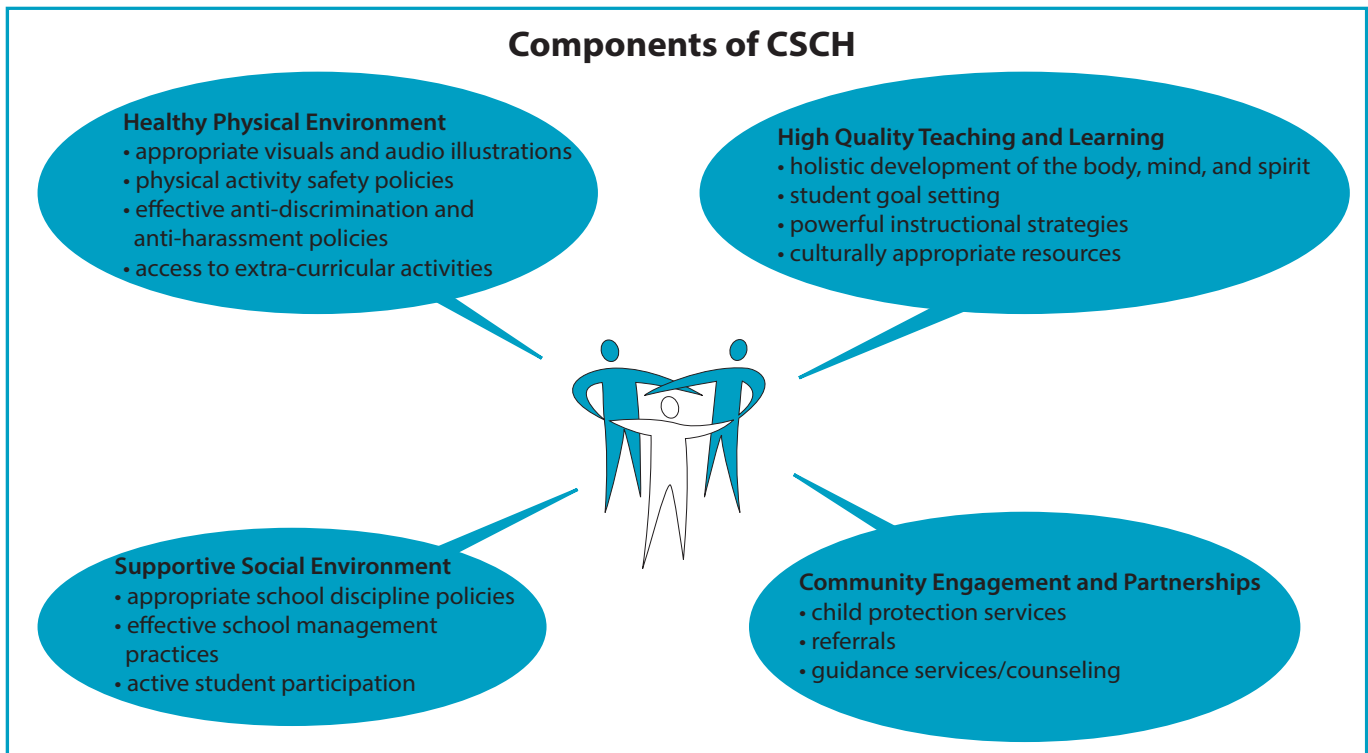 Components of CSCH
Healthy Physical Environment
• appropriate visuals and audio illustrations
• physical activity safety policies
• effective anti-discrimination and
anti-harassment policies
• access to extra-curricular activities
High Quality Teaching and Learning
• holistic development of the body, mind, and spirit
• student goal setting
• powerful instructional strategies
• culturally appropriate resources
Supportive Social Environment
• appropriate school discipline policies
• effective school management
practices
• active student participation
Community Engagement and Partnerships
• child protection services
• referrals
• guidance services/counseling